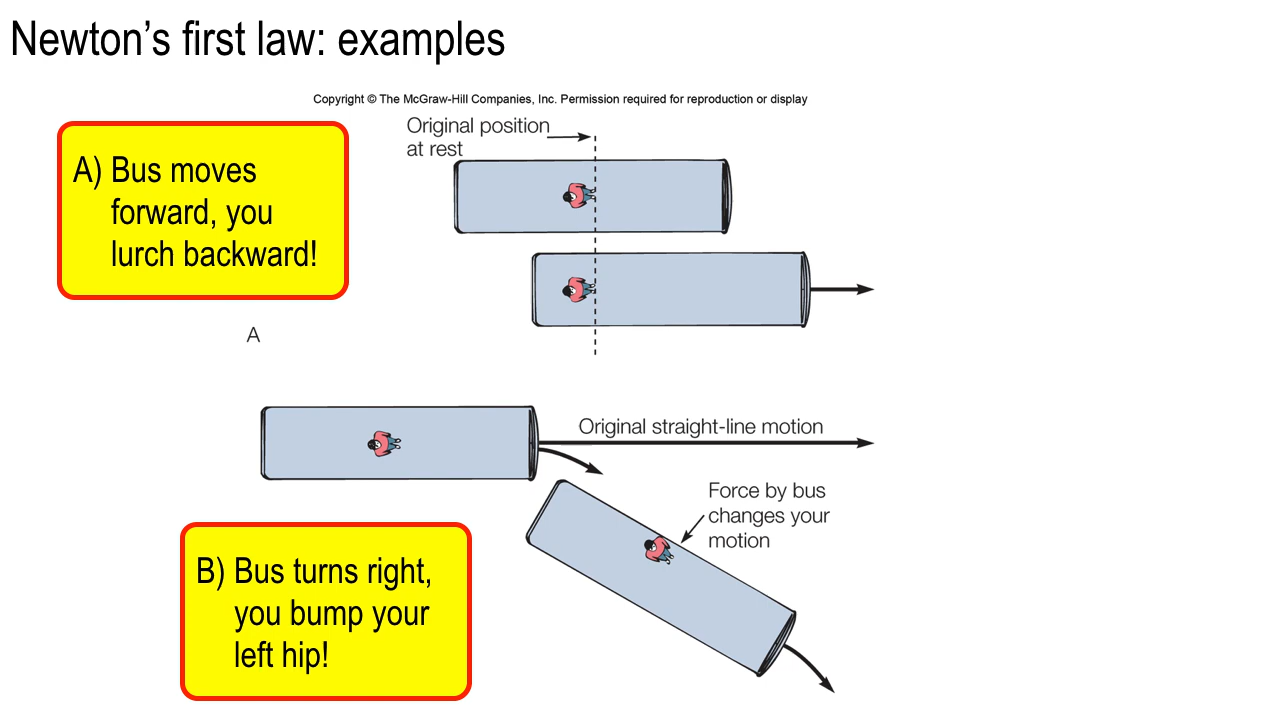 Newton’s first law: examples
Copyright © The McGraw-Hill Companies, Inc. Permission required for reproduction or display
Original position
at rest
A) Bus moves
forward, you
lurch backward!
A
Original straight-line motion
Force by bus
changes your
motion
B) Bus turns right,
you bump your
left hip!